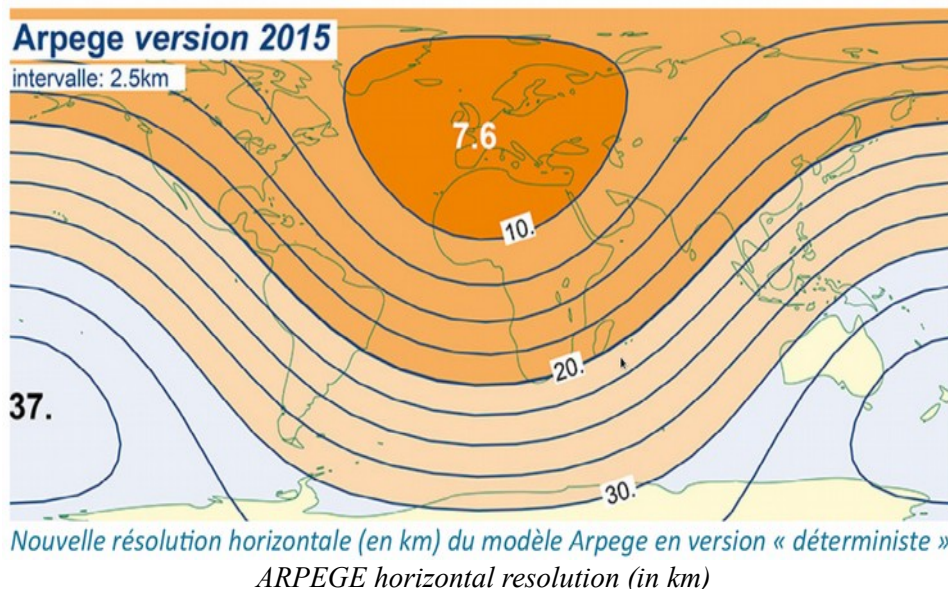 Arpege version 2015
intervalle: 2.5km
7.6
10.
20.
37.
30.
Nouvelle résolution horizontale (en km) du modèle Arpege en version « déterministe »
ARPEGE horizontal resolution (in km)